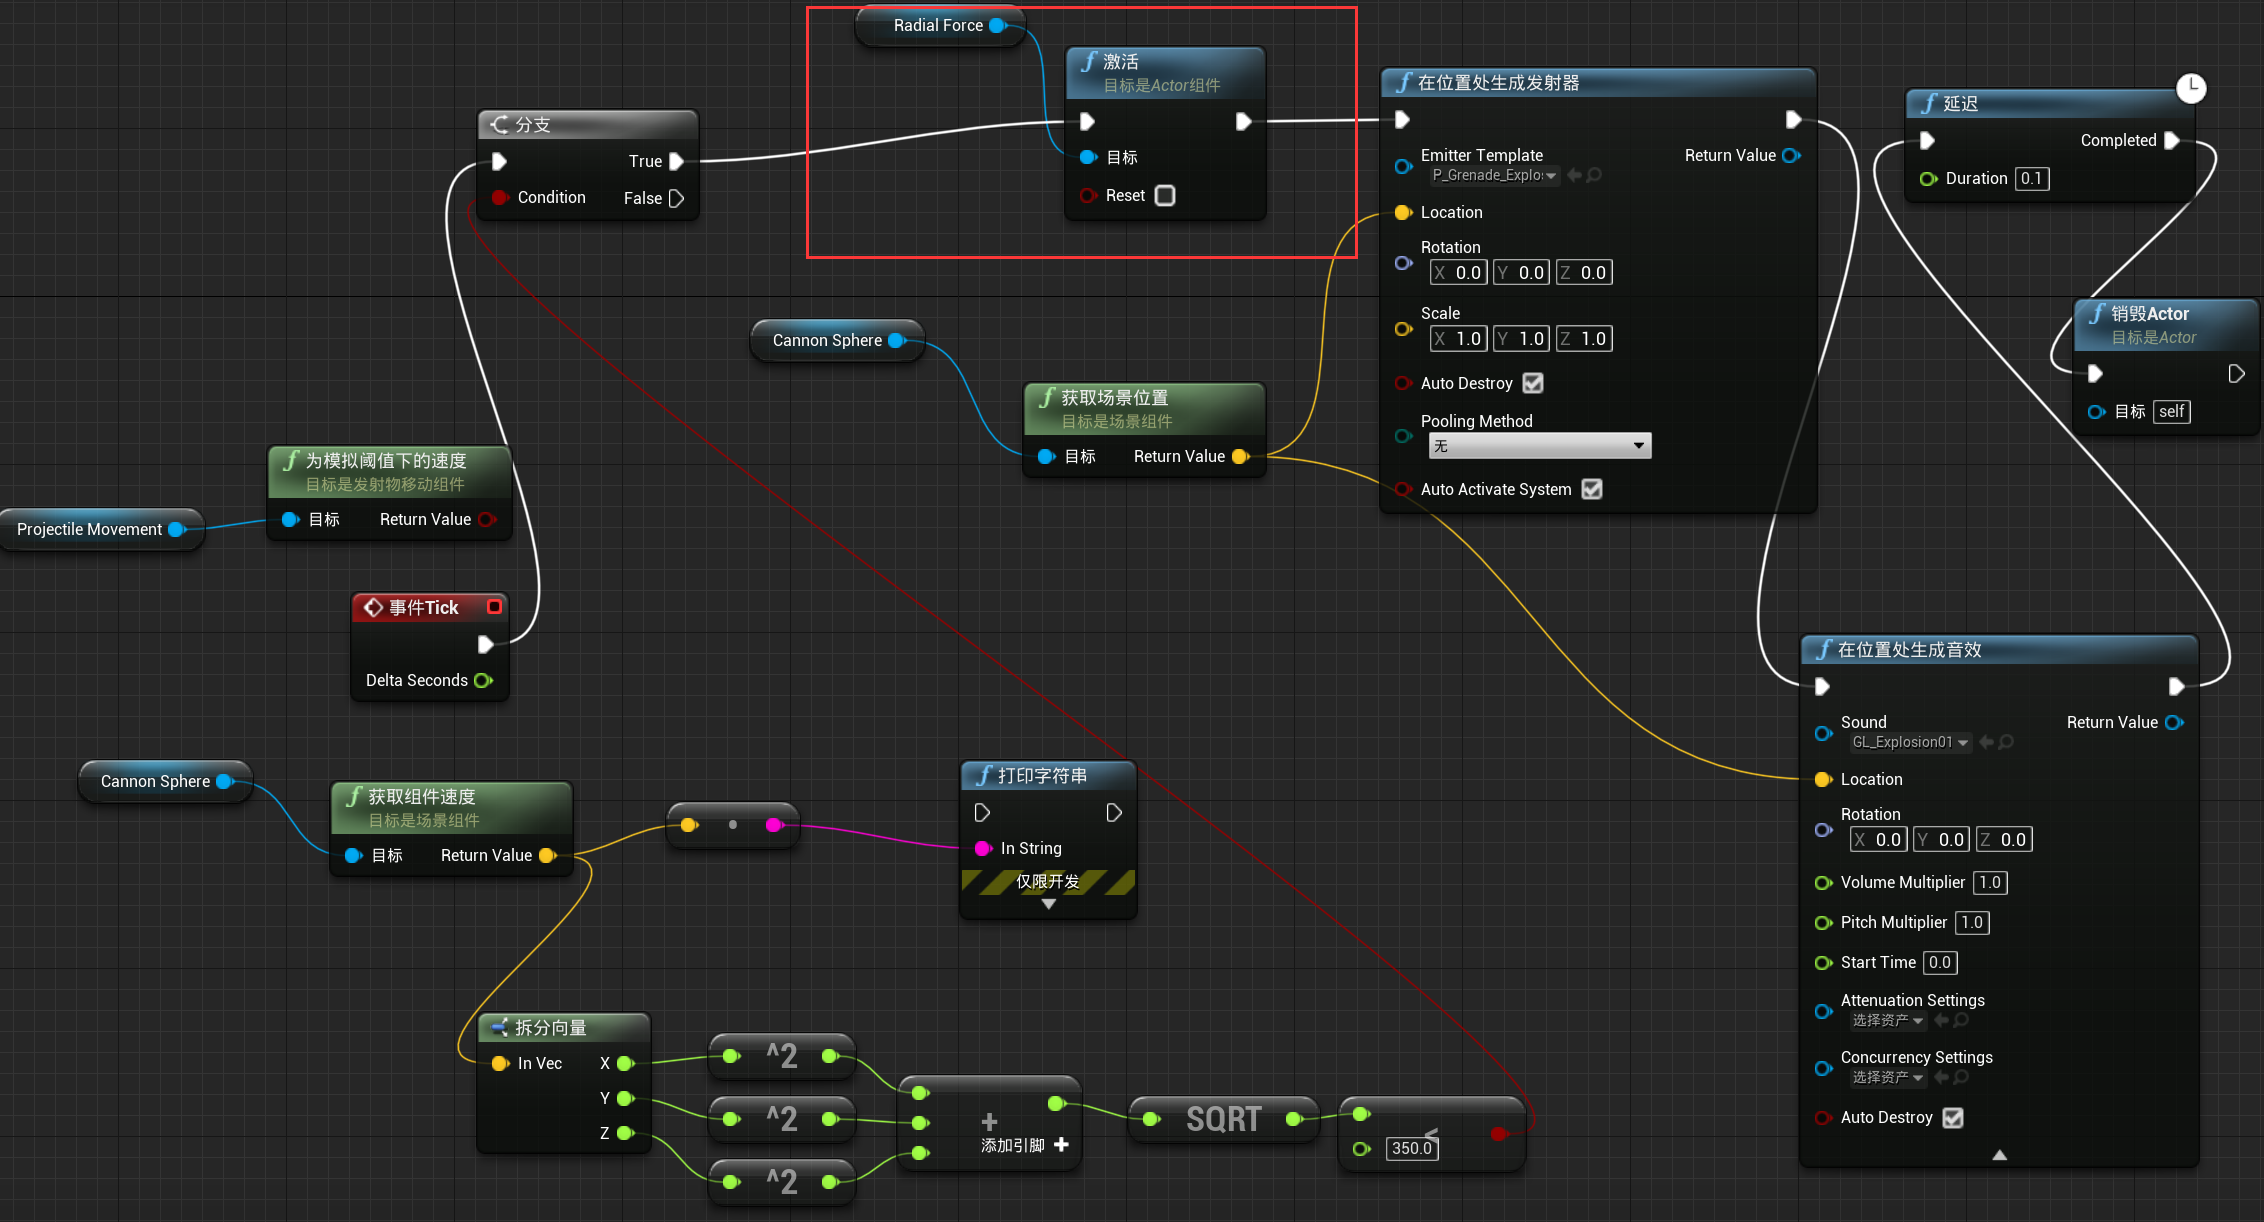 Radial Force
激活
目标是Actor组件
目标
Reset
分支
True
Condition
False
在位置处生成发射器
Emitter Template
Return Value
P_Grenade_Explo
Location
Rotation
X 0.0 Y 0.0 Z 0.0
Scale
X 1.0 Y 1.0 Z 1.0
Auto Destroy
Pooling Method
无
Auto Activate System
延迟
Completed
Duration 0.1
销毁Actor
目标是Actor
目标 self
Cannon Sphere
获取场景位置
目标是场景组件
目标 Return Value
为模拟阈值下的速度
目标是发射物移动组件
目标 Return Value
Projectile Movement
事件Tick
Delta Seconds
在位置处生成音效
Sound
Return Value
GL_Explosion01
Location
Rotation
X 0.0 Y 0.0 Z 0.0
Volume Multiplier 1.0
Pitch Multiplier 1.0
Start Time 0.0
Attenuation Settings
选择资产
Concurrency Settings
选择资产
Auto Destroy
Cannon Sphere
获取组件速度
目标是场景组件
目标 Return Value
打印字符串
In String
仅限开发
拆分向量
In Vec X
Y
Z
^2
^2
^2
+
添加引脚 +
SQRT
<
350.0